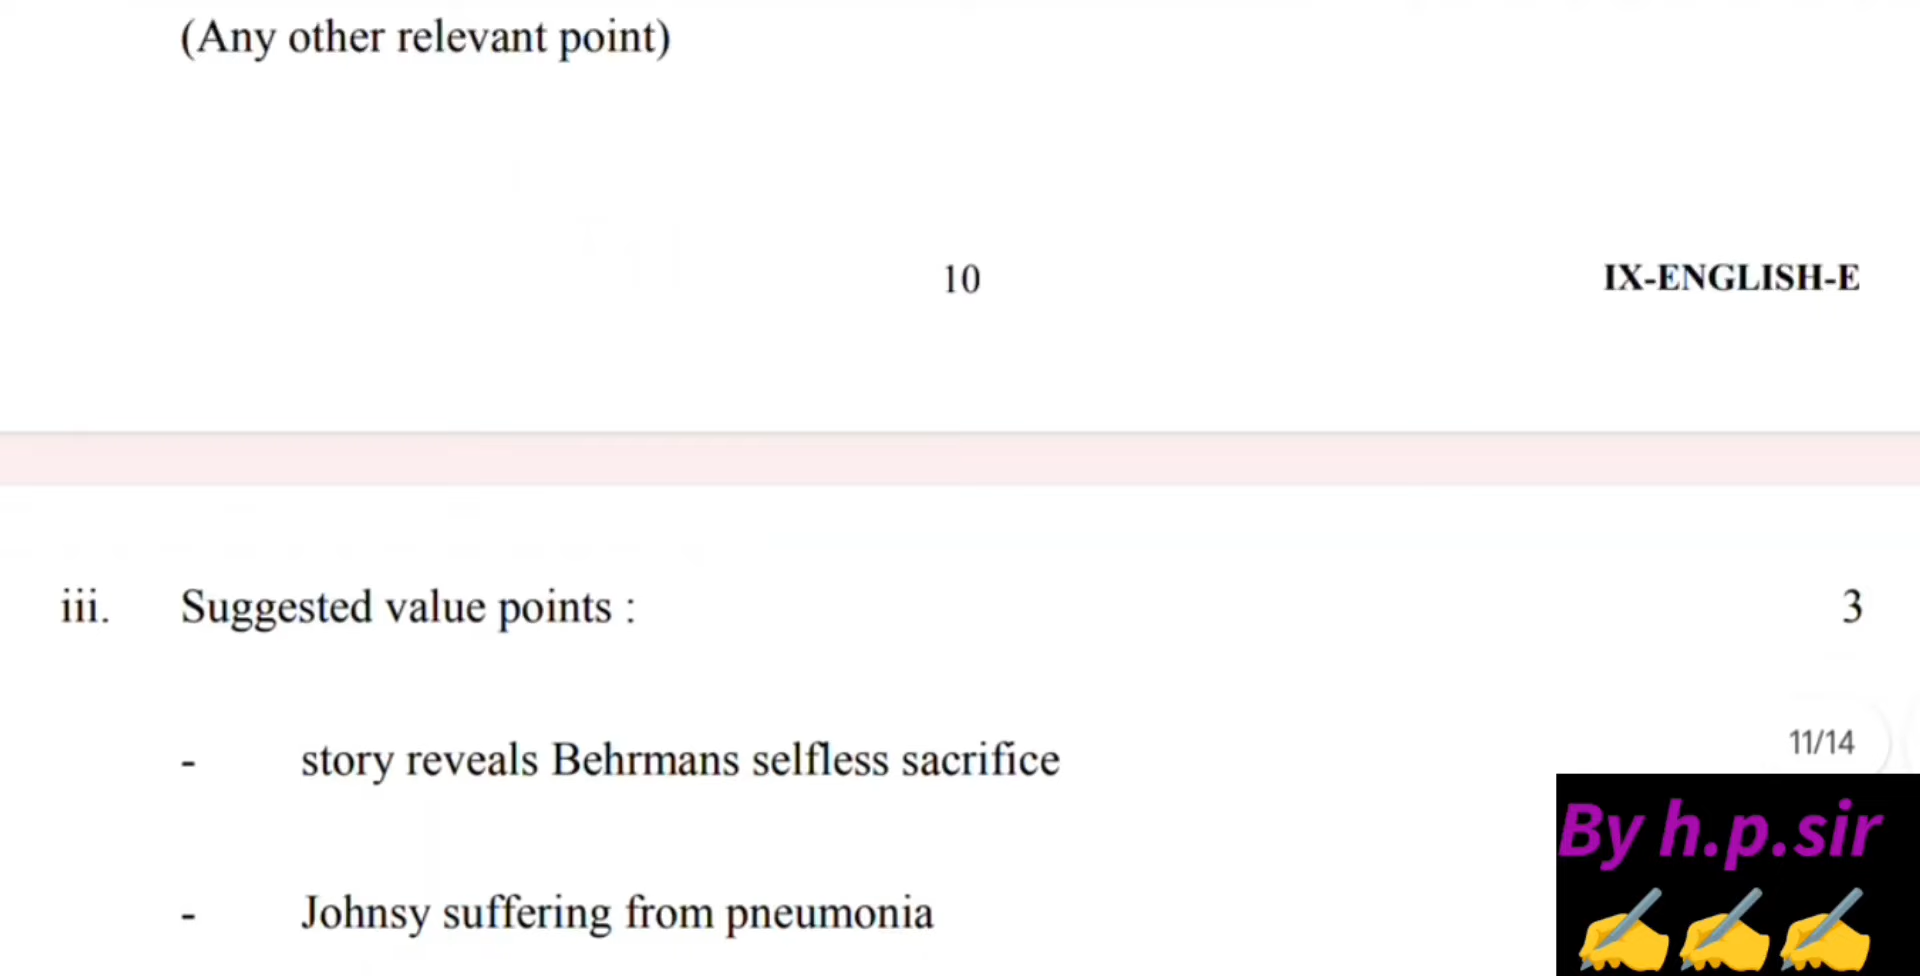 (Any other relevant point)
10 IX-ENGLISH-E
iii. Suggested value points : 3
- story reveals Behrmans selfless sacrifice
11/14
- Johnsy suffering from pneumonia
By h.p.sir